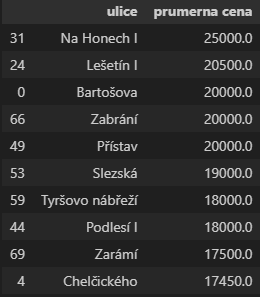 ulice prumerna cena
31 Na Honech I 25000.0
24 Lešetín I 20500.0
0 Bartošova 20000.0
66 Zabrání 20000.0
49 Přístav 20000.0
53 Slezská 19000.0
59 Tyršovo nábřeží 18000.0
44 Podlesí I 18000.0
69 Zarámí 17500.0
4 Chelčického 17450.0